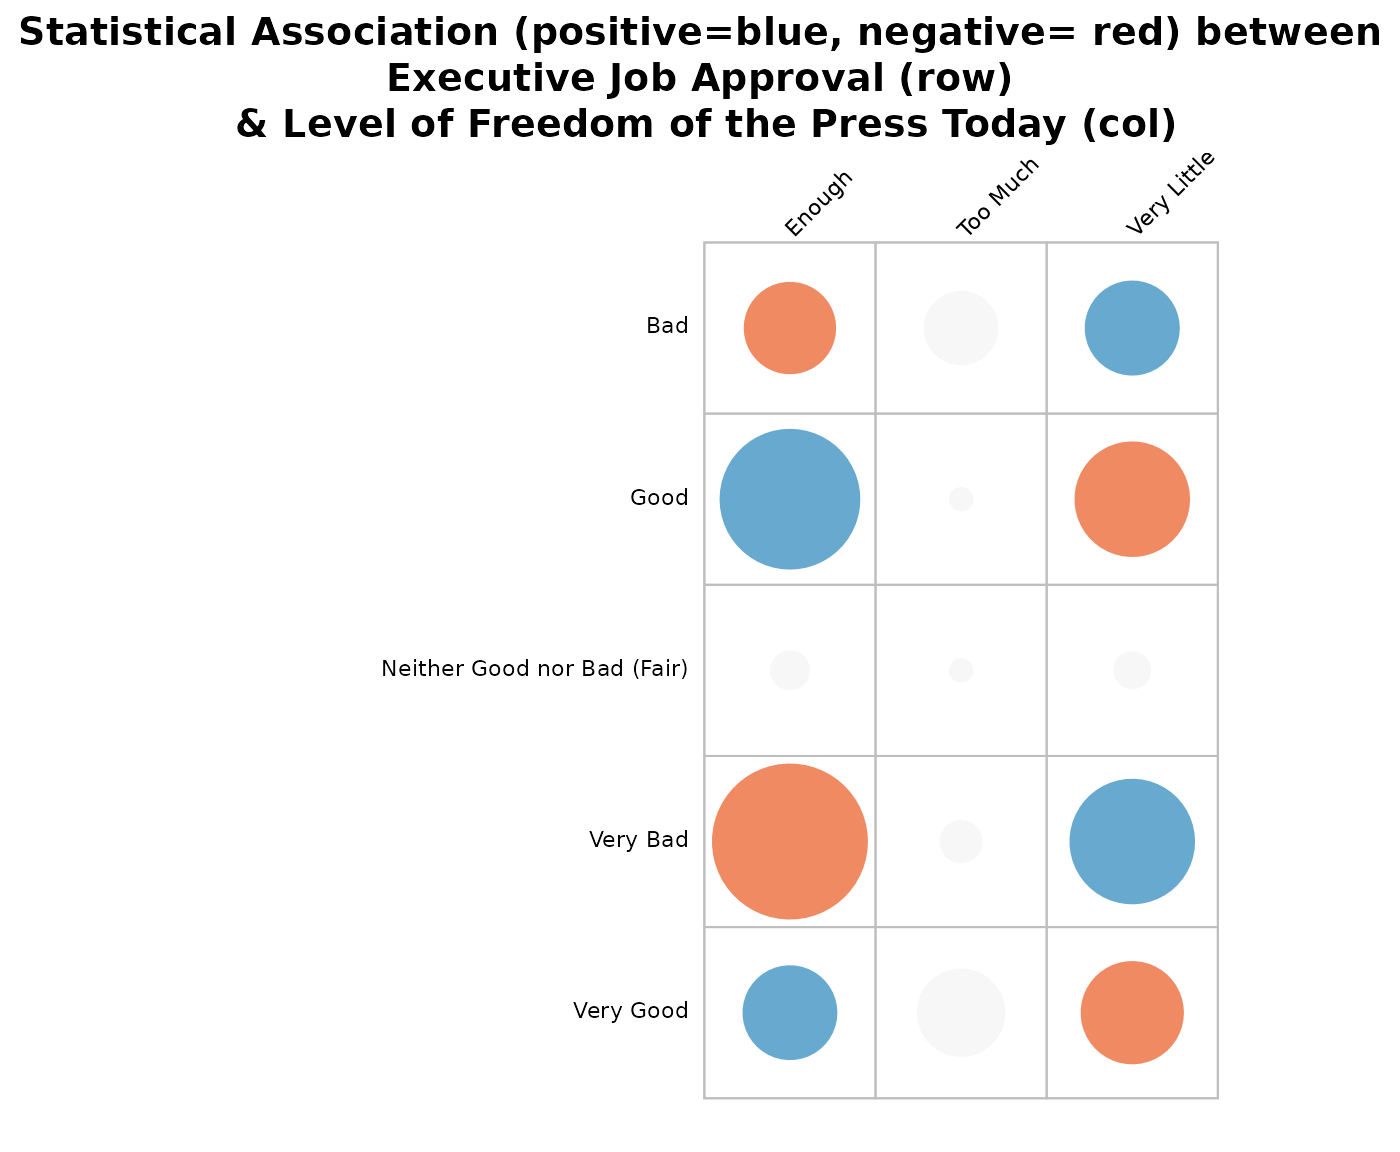 Statistical Association (positive=blue, negative= red) between
Executive Job Approval (row)
& Level of Freedom of the Press Today (col)
Enough
Too Much
Very Little
Bad
Good
Neither Good nor Bad (Fair)
Very Bad
Very Good